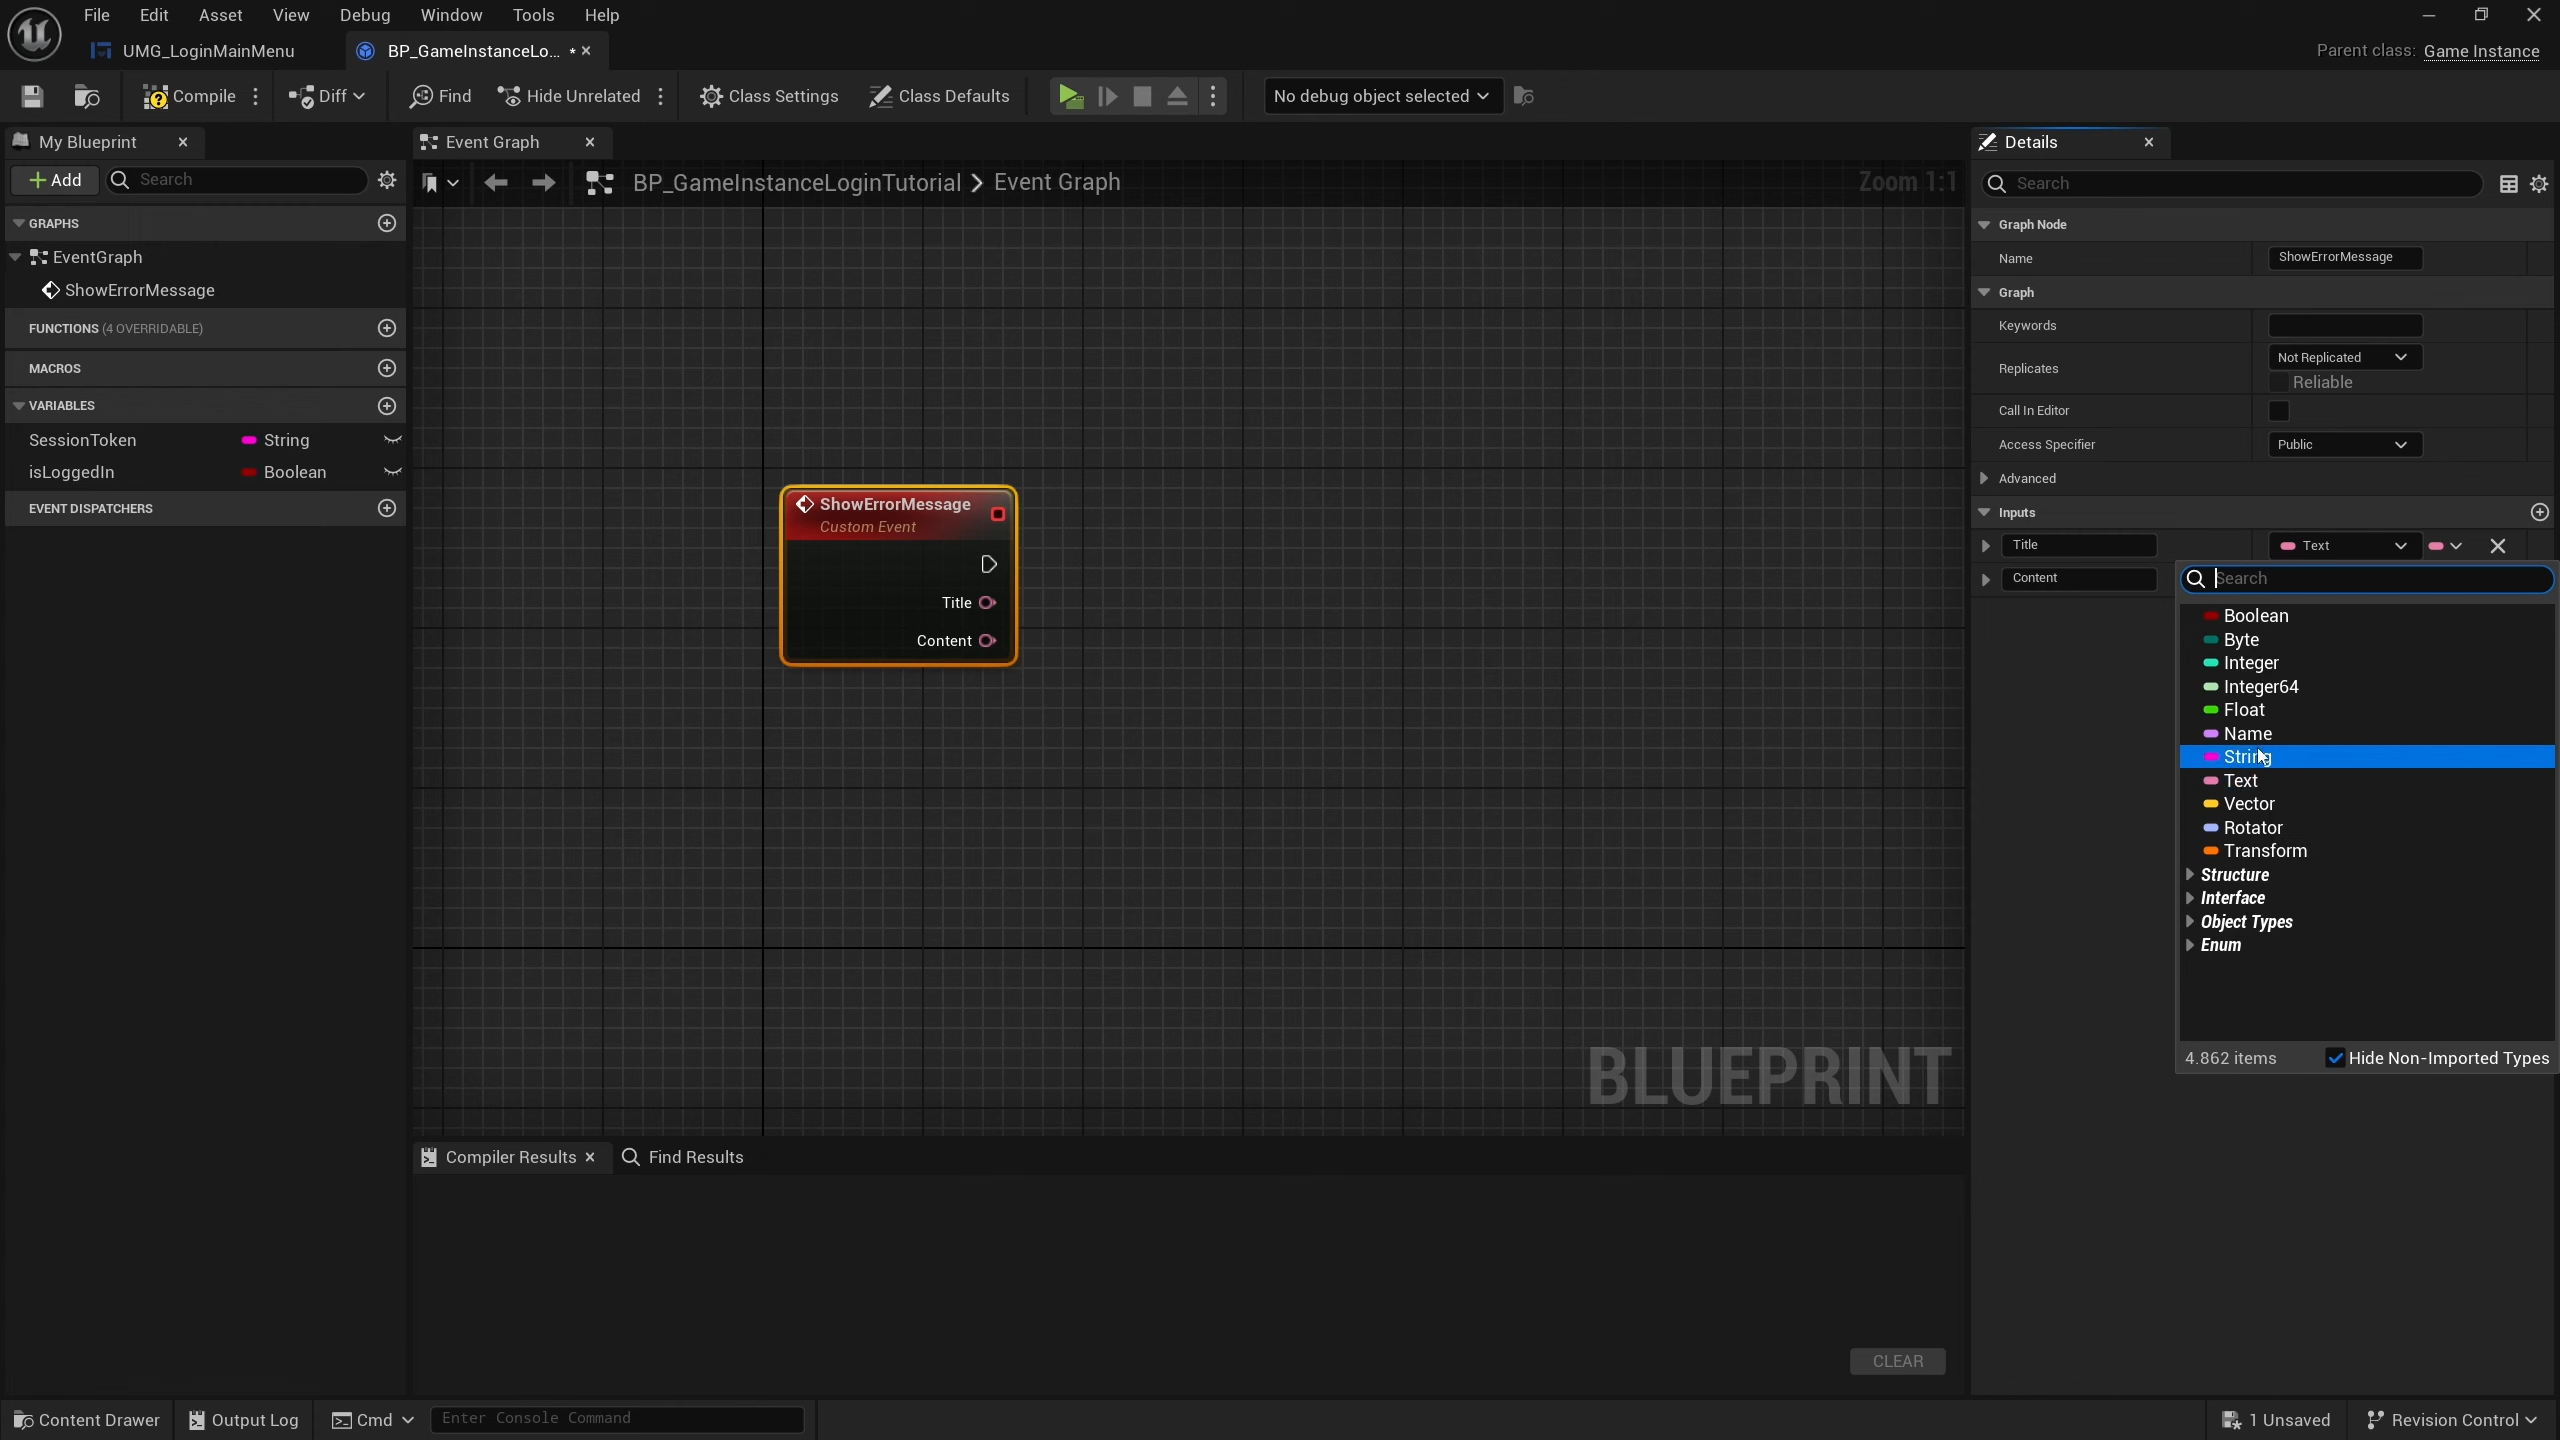 File Edit Asset View Debug Window Tools Help
UMG_LoginMainMenu
BP_GameInstanceLo... *
Parent class: Game Instance
Compile
Diff
Find
Hide Unrelated
Class Settings
Class Defaults
No debug object selected
My Blueprint
Event Graph
Details
Add
Search
BP_GameInstanceLoginTutorial > Event Graph
Zoom 1:1
Search
GRAPHS
Graph Node
EventGraph
Name
ShowErrorMessage
ShowErrorMessage
Graph
FUNCTIONS (4 OVERRIDABLE)
Keywords
MACROS
Replicates
Not Replicated
Reliable
VARIABLES
Call In Editor
SessionToken String
Access Specifier
Public
isLoggedIn Boolean
Advanced
EVENT DISPATCHERS
Inputs
ShowErrorMessage
Custom Event
Title
Content
Title
Text
Content
Search
Boolean
Byte
Integer
Integer64
Float
Name
String
Text
Vector
Rotator
Transform
Structure
Interface
Object Types
Enum
4.862 items
Hide Non-Imported Types
BLUEPRINT
Compiler Results
Find Results
CLEAR
Content Drawer
Output Log
Cmd
Enter Console Command
1 Unsaved
Revision Control